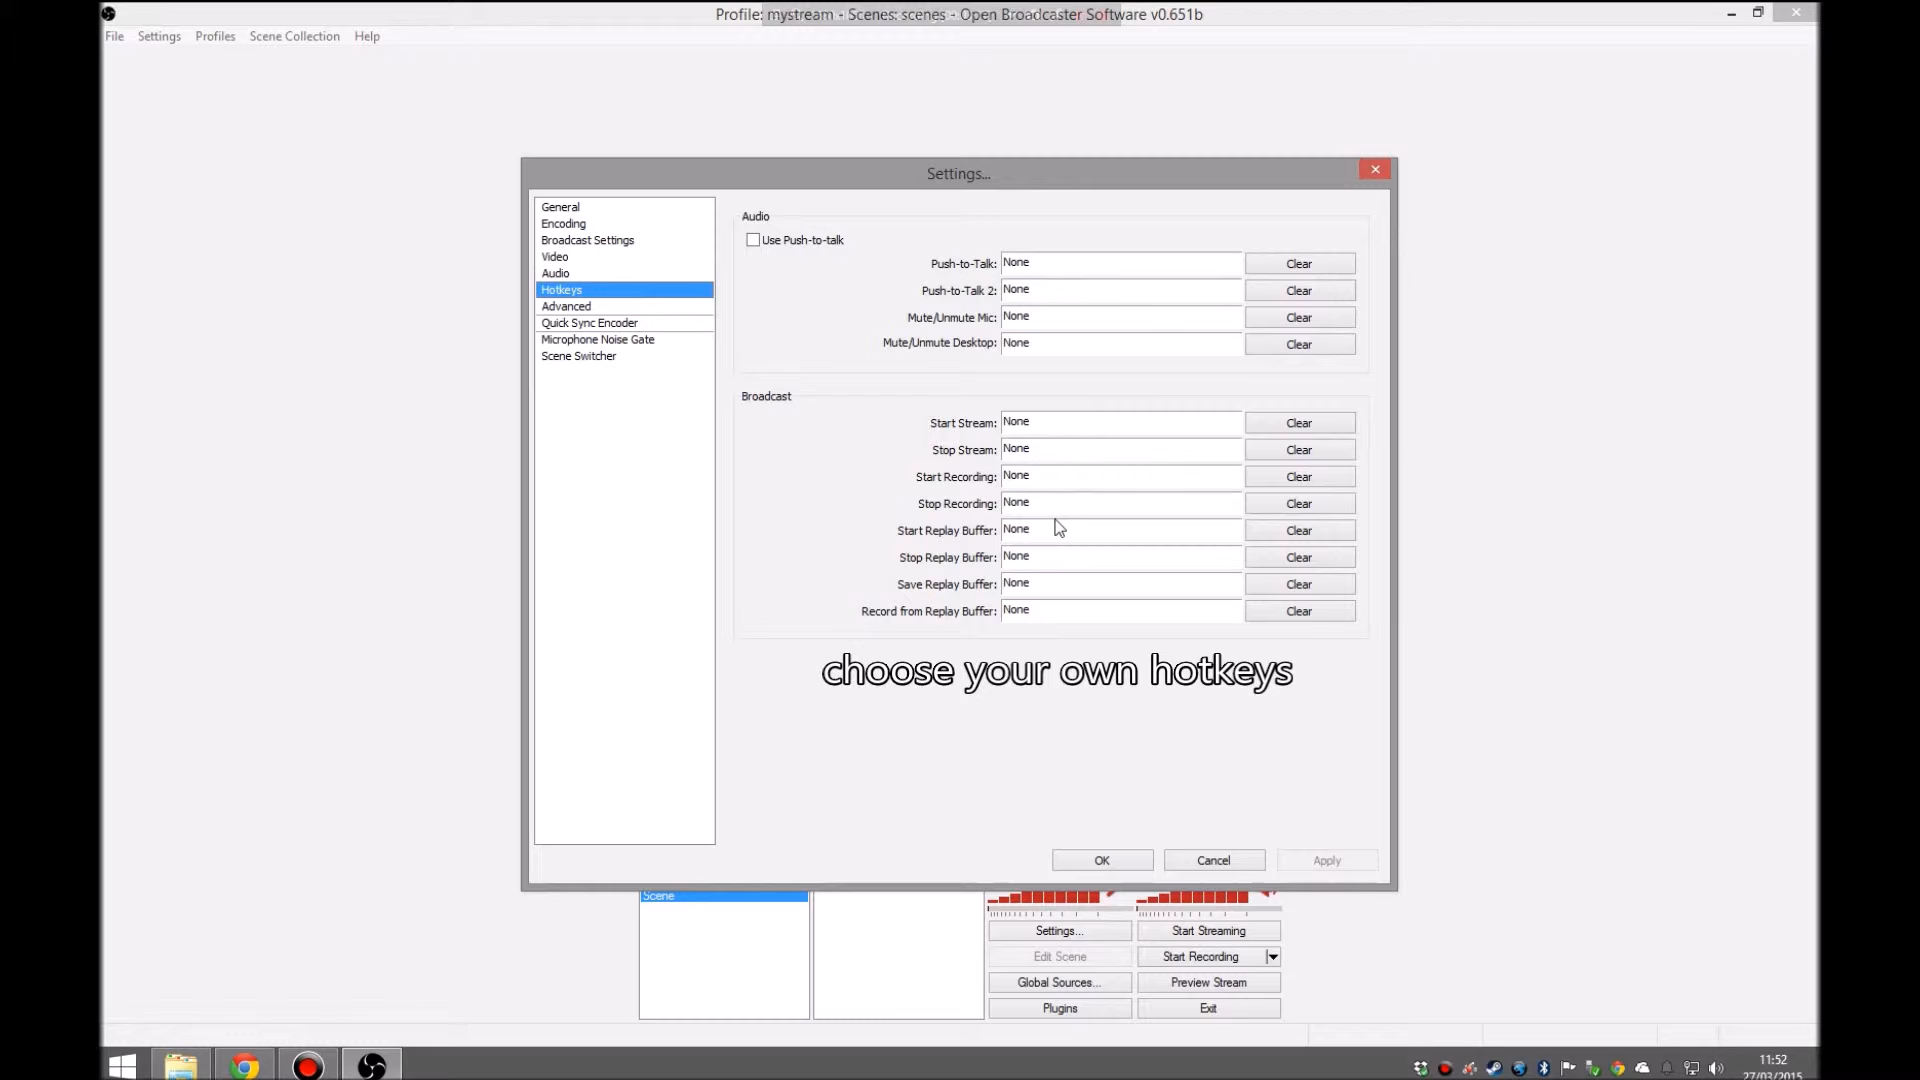 Profile: mystream - Scenes: scenes - Open Broadcaster Software v0.651b
File Settings Profiles Scene Collection Help
Settings...
General
Encoding
Broadcast Settings
Video
Audio
Hotkeys
Advanced
Quick Sync Encoder
Microphone Noise Gate
Scene Switcher
Audio
Use Push-to-talk
Push-to-Talk: None Clear
Push-to-Talk 2: None Clear
Mute/Unmute Mic: None Clear
Mute/Unmute Desktop: None Clear
Broadcast
Start Stream: None Clear
Stop Stream: None Clear
Start Recording: None Clear
Stop Recording: None Clear
Start Replay Buffer: None Clear
Stop Replay Buffer: None Clear
Save Replay Buffer: None Clear
Record from Replay Buffer: None Clear
choose your own hotkeys
OK Cancel Apply
Scene
Settings... Start Streaming
Edit Scene Start Recording
Global Sources... Preview Stream
Plugins Exit
11:52
27/03/2015